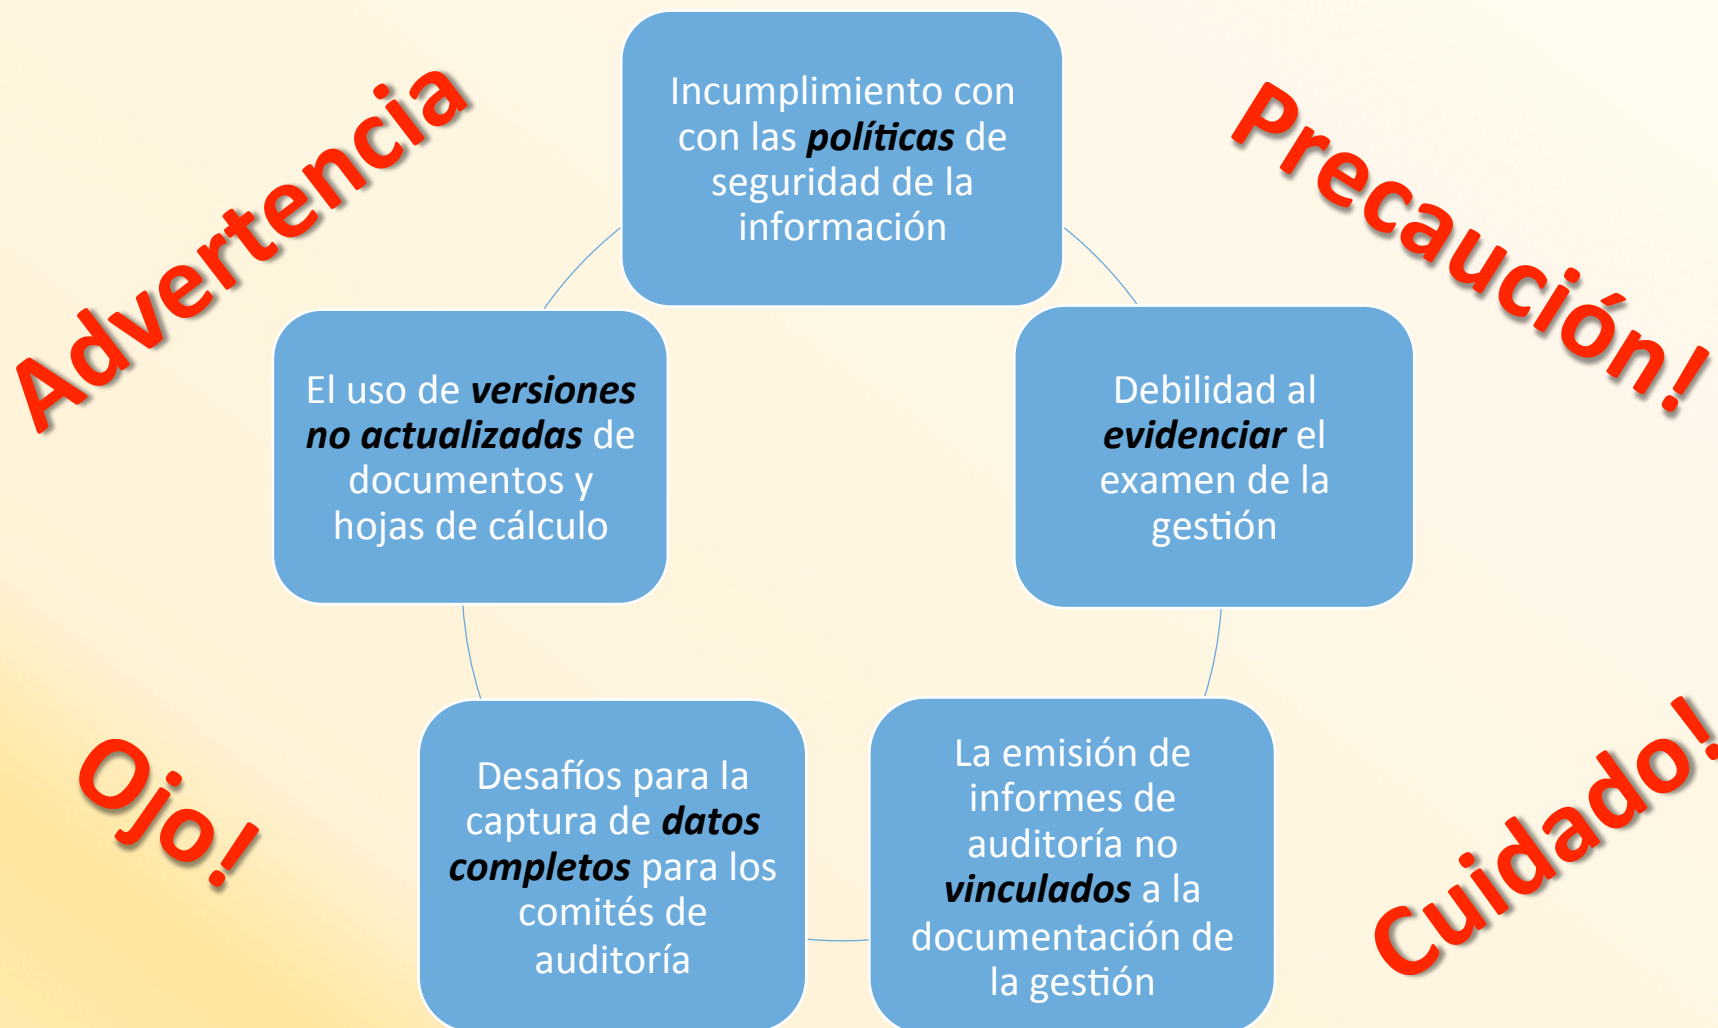 Advertencia
Incumplimiento con
con las políticas de
seguridad de la
información
Precaución!
El uso de versiones
no actualizadas de
documentos y
hojas de cálculo
Debilidad al
evidenciar el
examen de la
gestión
Ojo!
Desafíos para la
captura de datos
completos para los
comités de
auditoría
La emisión de
informes de
auditoría no
vinculados a la
documentación de
la gestión
Cuidado!